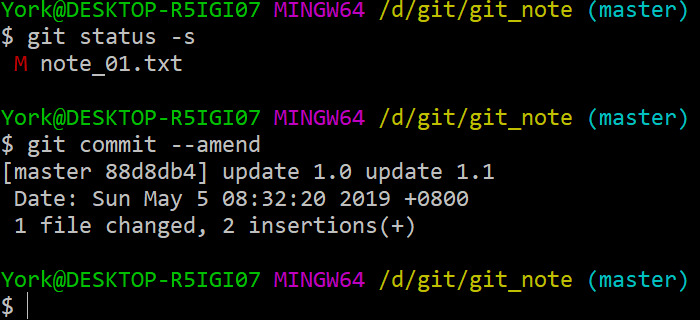 York@DESKTOP-R5IGI07 MINGW64 /d/git/git_note (master)
$ git status -s
 M note_01.txt
York@DESKTOP-R5IGI07 MINGW64 /d/git/git_note (master)
$ git commit --amend
[master 88d8db4] update 1.0 update 1.1
 Date: Sun May 5 08:32:20 2019 +0800
 1 file changed, 2 insertions(+)
York@DESKTOP-R5IGI07 MINGW64 /d/git/git_note (master)
$